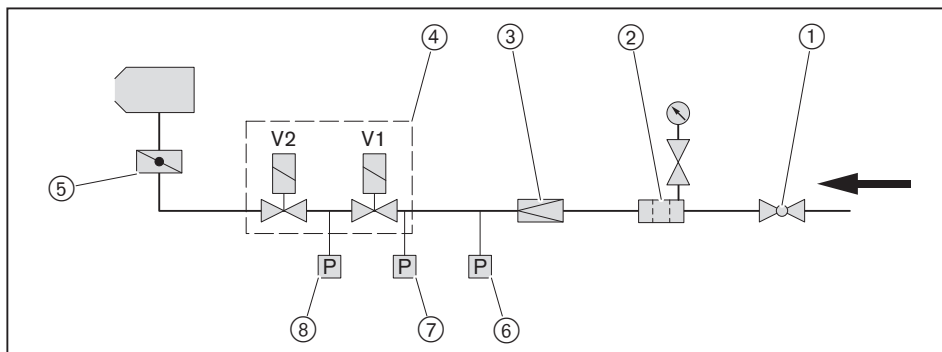 ④ ③ ② ①
V2 V1
⑤
P P P
⑧ ⑦ ⑥